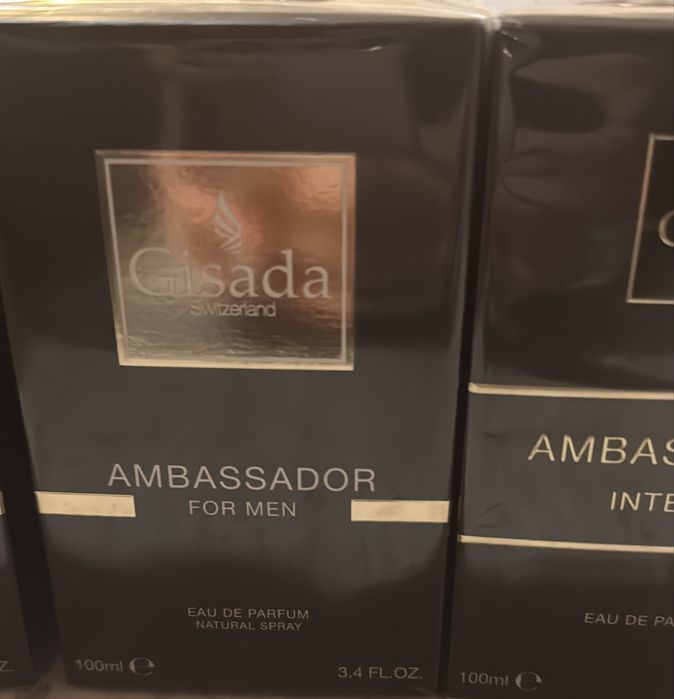 Gisada
Switzerland
AMBASSADOR
FOR MEN
EAU DE PARFUM
NATURAL SPRAY
100ml e
3.4 FL.OZ.
AMBAS
INTE
EAU DE PA
100ml e
Z.